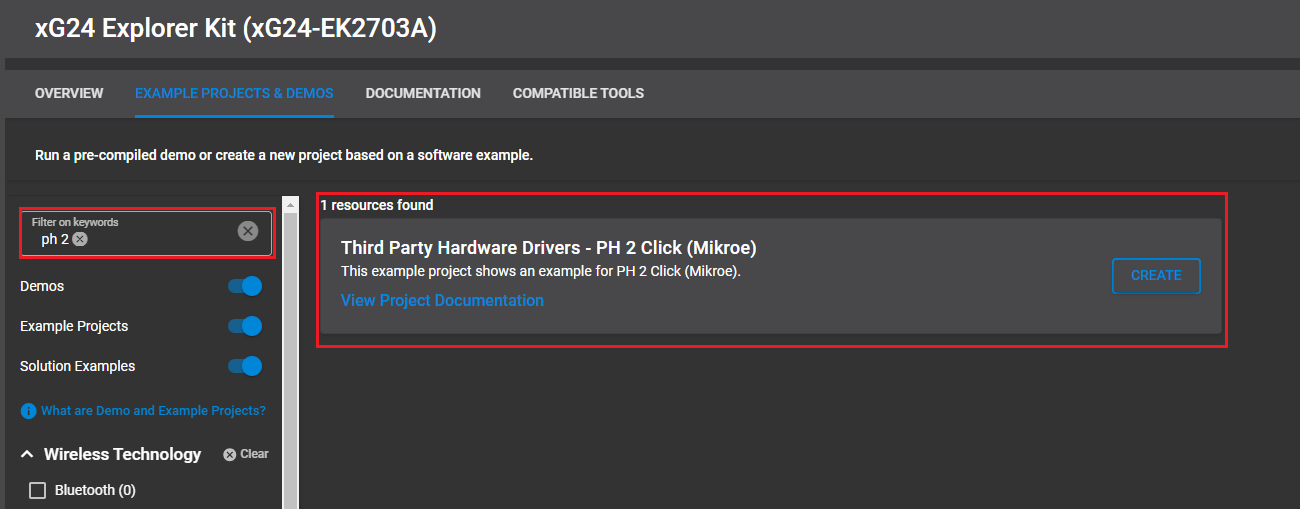 xG24 Explorer Kit (xG24-EK2703A)
OVERVIEW EXAMPLE PROJECTS & DEMOS DOCUMENTATION COMPATIBLE TOOLS
Run a pre-compiled demo or create a new project based on a software example.
Filter on keywords
ph 2
Demos
Example Projects
Solution Examples
What are Demo and Example Projects?
Wireless Technology Clear
Bluetooth (0)
1 resources found
Third Party Hardware Drivers - PH 2 Click (Mikroe)
This example project shows an example for PH 2 Click (Mikroe).
View Project Documentation
CREATE